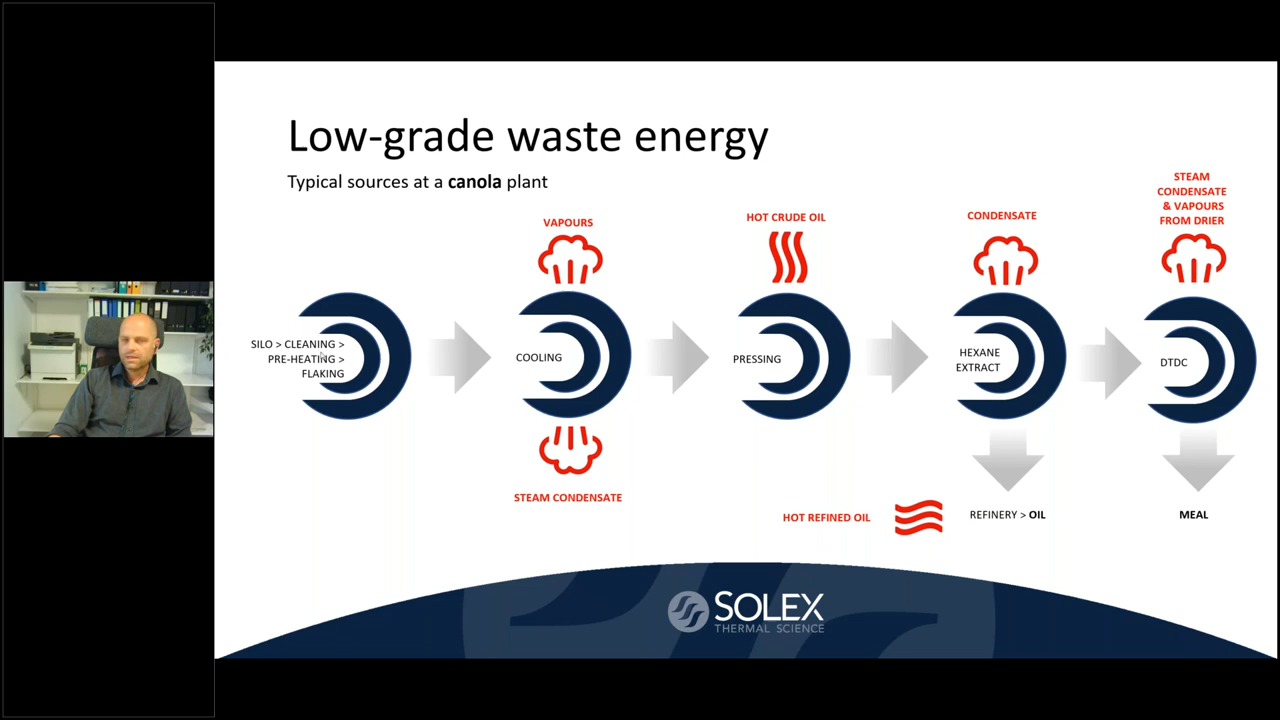 Low-grade waste energy
Typical sources at a canola plant
STEAM
CONDENSATE
& VAPOURS
FROM DRIER
VAPOURS
HOT CRUDE OIL
CONDENSATE
SILO > CLEANING >
PRE-HEATING >
FLAKING
COOLING
PRESSING
HEXANE
EXTRACT
DTDC
STEAM CONDENSATE
HOT REFINED OIL
REFINERY > OIL
MEAL
SOLEX
THERMAL SCIENCE